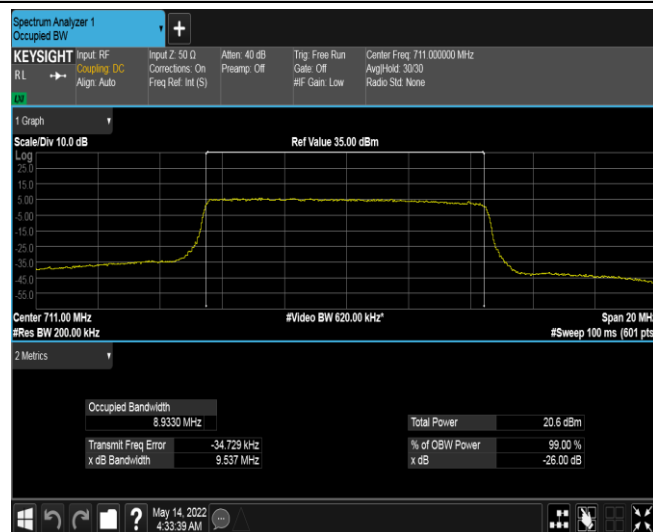 Spectrum Analyzer 1
Occupied BW
+
KEYSIGHT
RL
Input: RF
Coupling: DC
Align: Auto
Input Z: 50 Ω
Corrections: On
Freq Ref: Int (S)
Atten: 40 dB
Preamp: Off
Trig: Free Run
Gate: Off
#IF Gain: Low
Center Freq: 711.000000 MHz
Avg|Hold: 30/30
Radio Std: None
1 Graph
Scale/Div 10.0 dB
Ref Value 35.00 dBm
Log
25.0
15.0
5.00
-5.00
-15.0
-25.0
-35.0
-45.0
-55.0
Center 711.00 MHz
#Video BW 620.00 kHz*
Span 20 MH
#Res BW 200.00 kHz
#Sweep 100 ms (601 pts
2 Metrics
Occupied Bandwidth
8.9330 MHz
Total Power 20.6 dBm
Transmit Freq Error -34.729 kHz
% of OBW Power 99.00 %
x dB Bandwidth 9.537 MHz
x dB -26.00 dB
?
May 14, 2022
4:33:39 AM